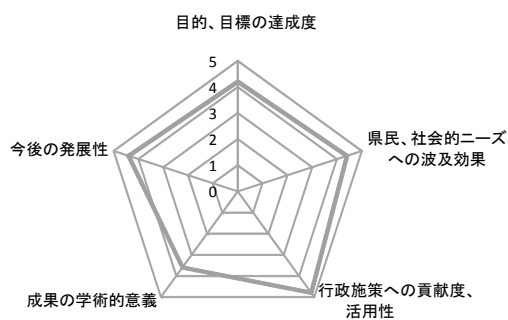 目的、目標の達成度
5
4
3
2
1
0
県民、社会的ニーズ
への波及効果
今後の発展性
成果の学術的意義
行政施策への貢献度、
活用性